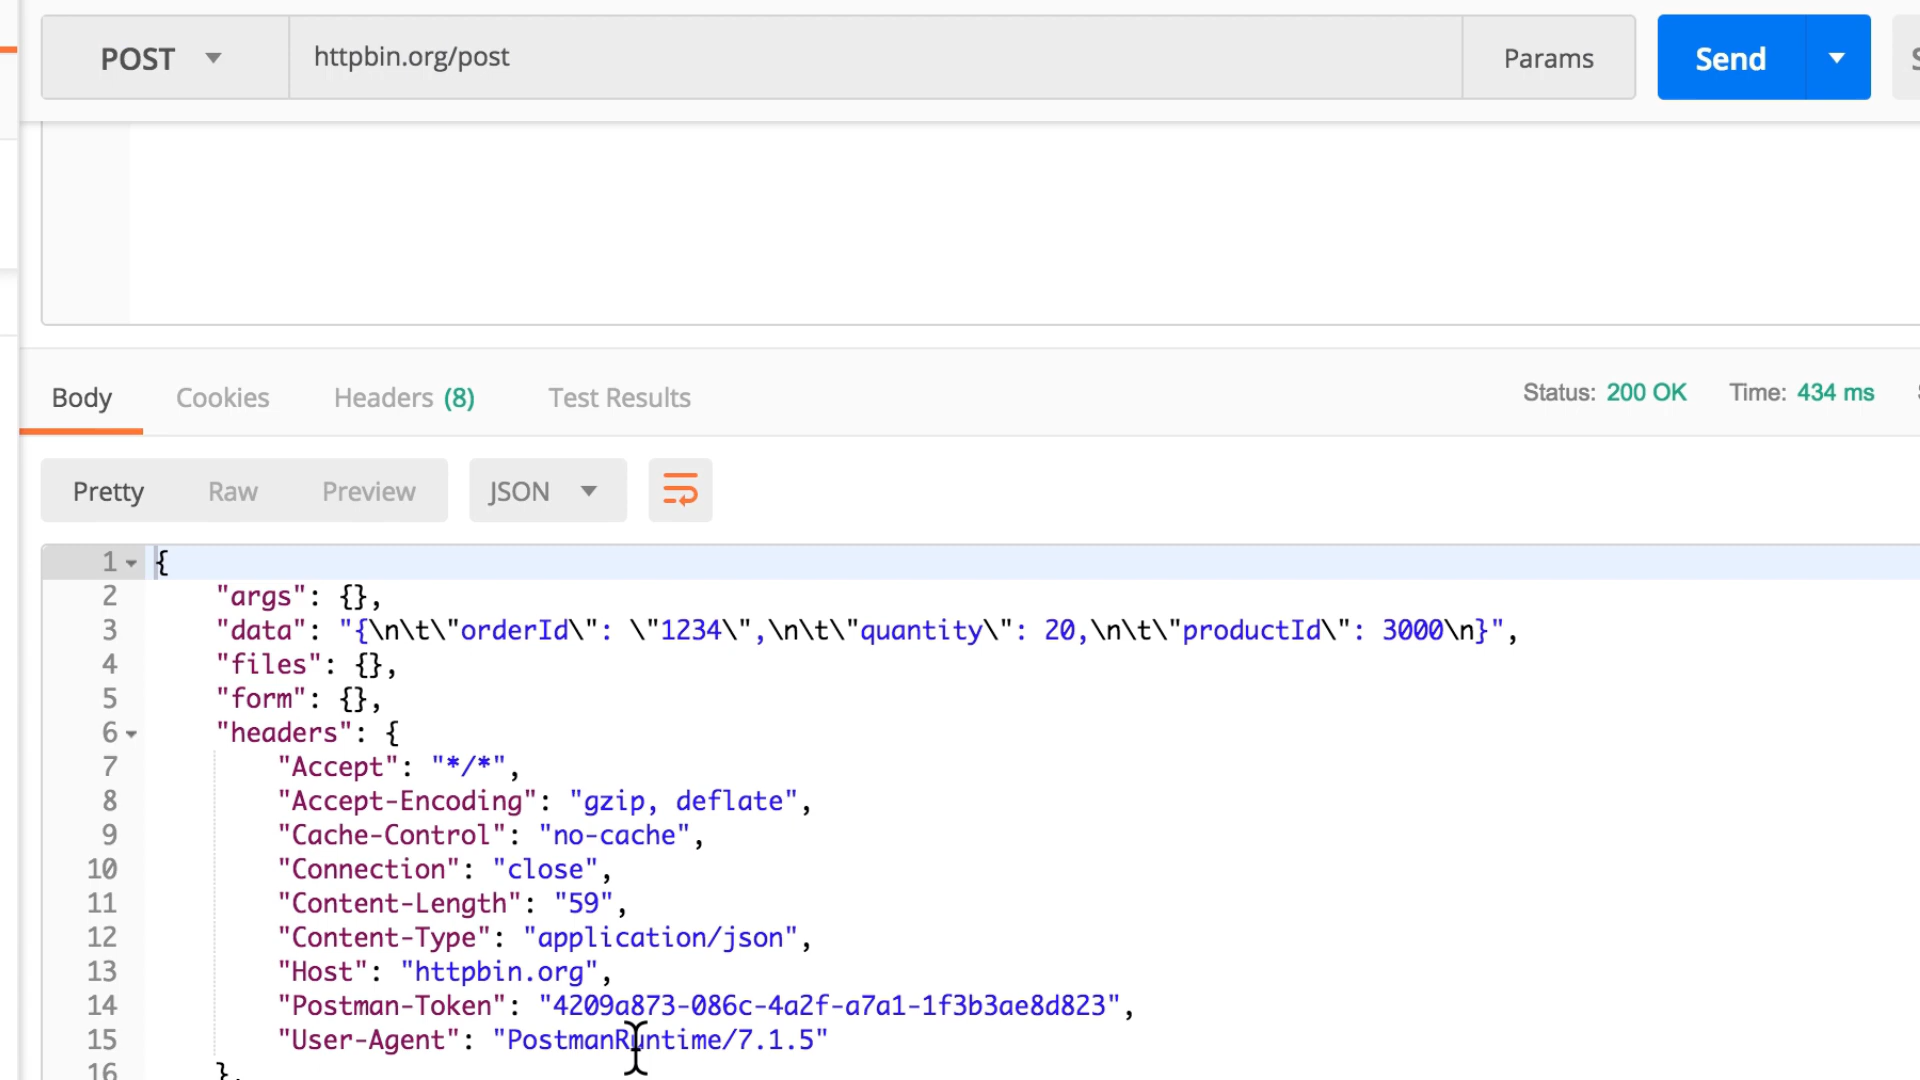 POST httpbin.org/post Params Send
Body Cookies Headers (8) Test Results Status: 200 OK Time: 434 ms
Pretty Raw Preview JSON
1 {
2 "args": {},
3 "data": "{\n\t\"orderId\": \"1234\",\n\t\"quantity\": 20,\n\t\"productId\": 3000\n}",
4 "files": {},
5 "form": {},
6 "headers": {
7 "Accept": "*/*",
8 "Accept-Encoding": "gzip, deflate",
9 "Cache-Control": "no-cache",
10 "Connection": "close",
11 "Content-Length": "59",
12 "Content-Type": "application/json",
13 "Host": "httpbin.org",
14 "Postman-Token": "4209a873-086c-4a2f-a7a1-1f3b3ae8d823",
15 "User-Agent": "PostmanRuntime/7.1.5"
16 },